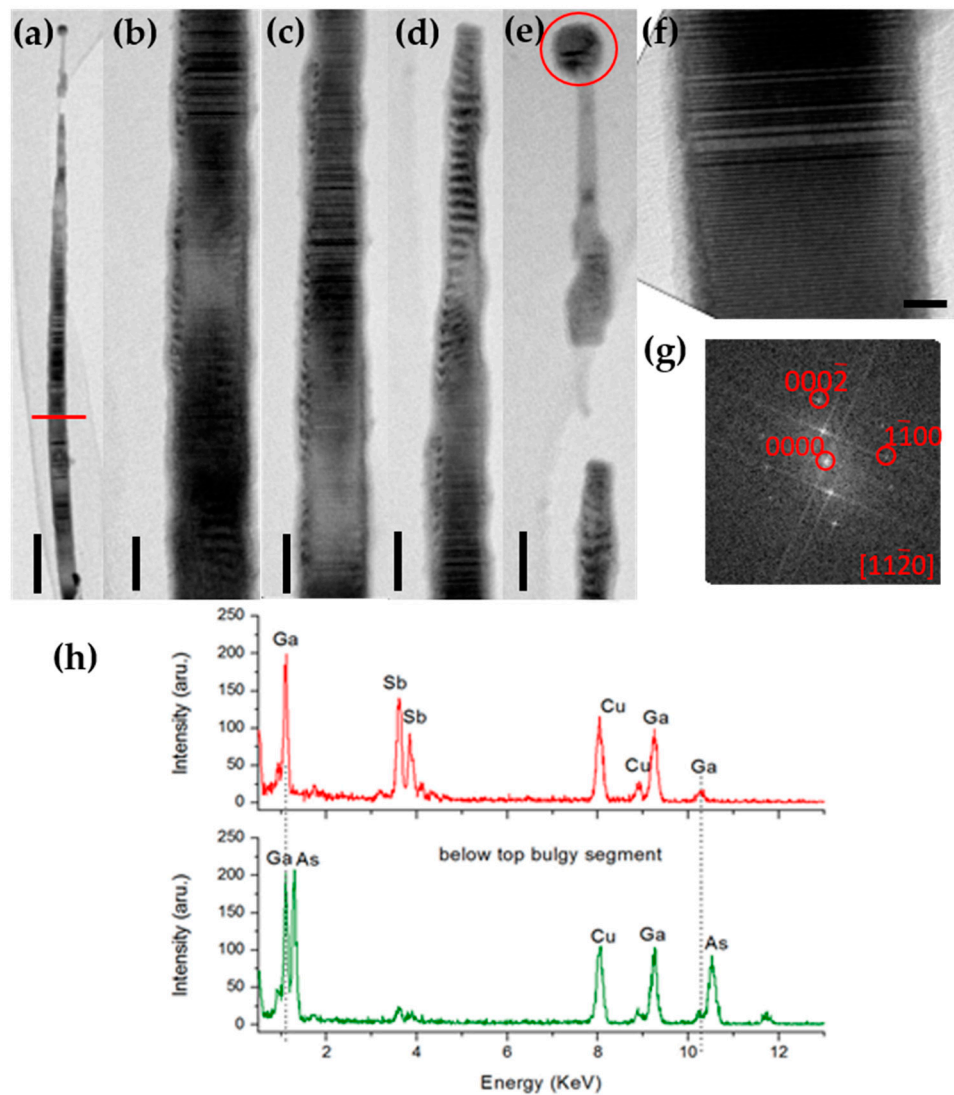 (a) (b) (c) (d) (e) (f)
(g)
0002̄
0000
11̄00
[112̄0]
(h)
250
200
150
100
50
0
Intensity (aru.)
Ga
Sb
Sb
Cu
Cu
Ga
Ga
250
200
150
100
50
0
Intensity (aru.)
below top bulgy segment
Ga As
Cu
Ga
As
2 4 6 8 10 12
Energy (KeV)